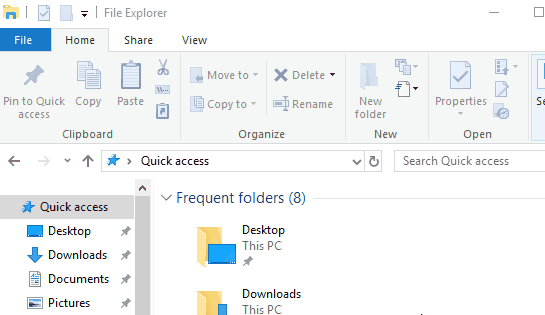 File Explorer
File Home Share View
Pin to Quick access
Copy
Paste
Clipboard
Move to
Copy to
Delete
Rename
Organize
New folder
New
Properties
Open
Quick access
Search Quick access
Quick access
Desktop
Downloads
Documents
Pictures
Frequent folders (8)
Desktop
This PC
Downloads
This PC